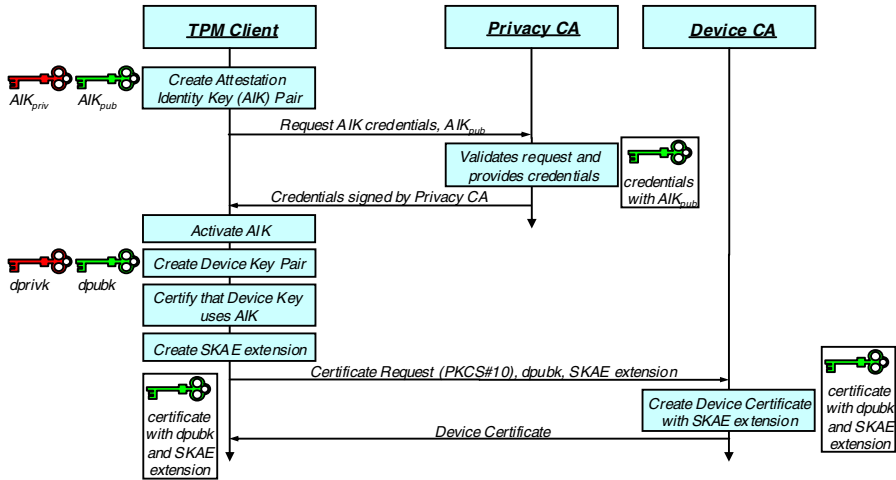 TPM Client
Privacy CA
Device CA
Create Attestation
Identity Key (AIK) Pair
AIKpriv
AIKpub
Request AIK credentials, AIKpub
Validates request and
provides credentials
credentials
with AIKpub
Credentials signed by Privacy CA
Activate AIK
Create Device Key Pair
dprivk
dpubk
Certify that Device Key
uses AIK
Create SKAE extension
Certificate Request (PKCS#10), dpubk, SKAE extension
certificate
with dpubk
and SKAE
extension
Create Device Certificate
with SKAE extension
certificate
with dpubk
and SKAE
extension
Device Certificate